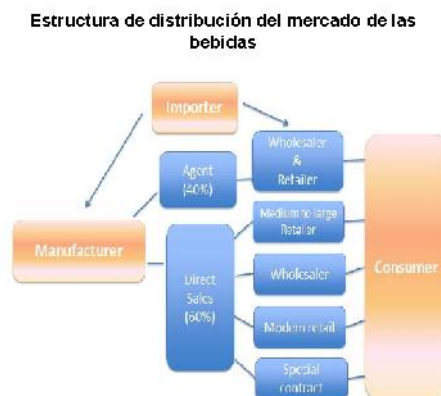 Estructura de distribución del mercado de las
bebidas
Importer
Wholesaler
&
Retailer
Agent
(40%)
Medium to large
Retailer
Manufacturer
Direct
Sales
(60%)
Wholesaler
Consumer
Modern retail
Special
contract